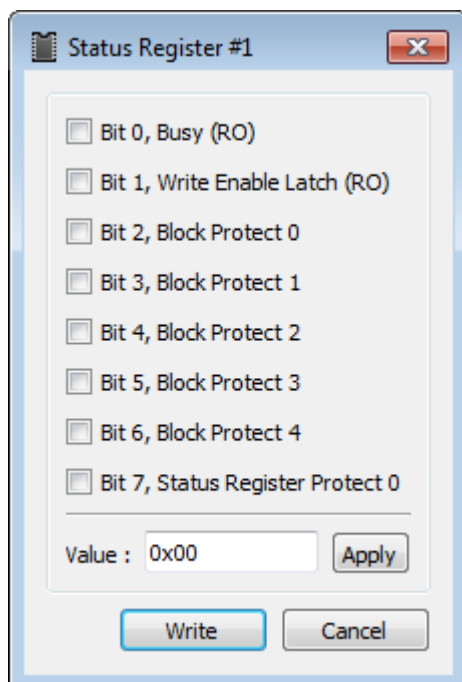 Status Register #1
Bit 0, Busy (RO)
Bit 1, Write Enable Latch (RO)
Bit 2, Block Protect 0
Bit 3, Block Protect 1
Bit 4, Block Protect 2
Bit 5, Block Protect 3
Bit 6, Block Protect 4
Bit 7, Status Register Protect 0
Value : 0x00 Apply
Write Cancel